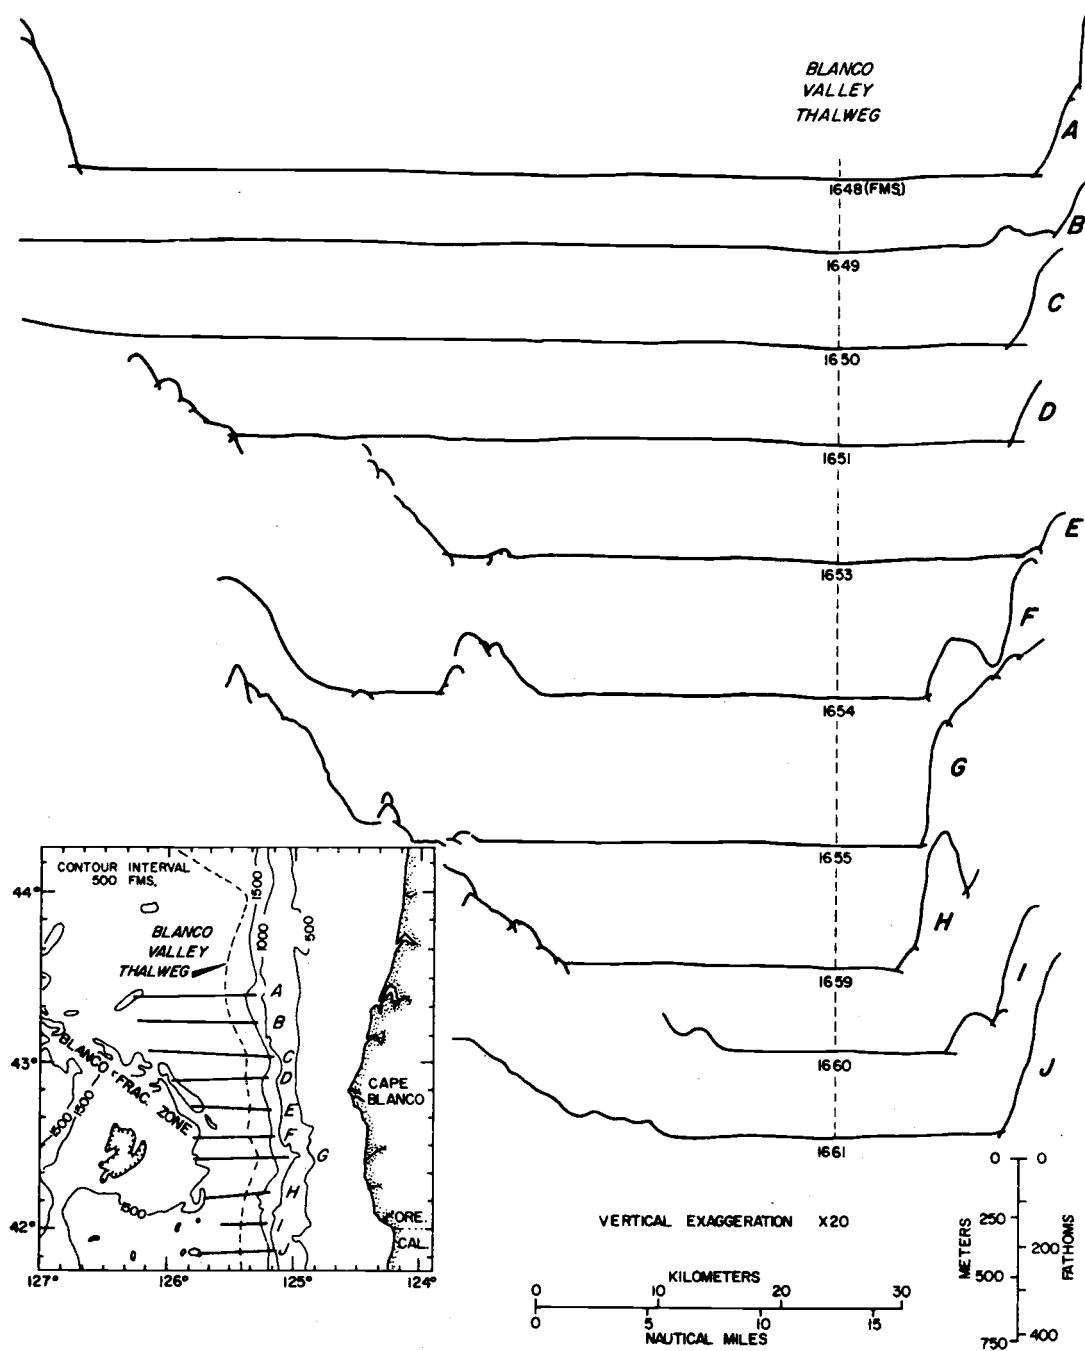 BLANCO
VALLEY
THALWEG
A
1648(FMS.)
B
1649
C
1650
D
1651
E
1653
F
1654
G
1655
H
1659
I
1660
J
1661
CONTOUR INTERVAL
500 FMS.
44°
43°
42°
BLANCO
VALLEY
THALWEG
1500
1000
500
A
B
C
D
E
F
G
H
I
J
BLANCO FRAC. ZONE
1500
1500
1500
CAPE
BLANCO
ORE.
CAL.
127°
126°
125°
124°
VERTICAL EXAGGERATION X20
KILOMETERS
0 10 20 30
0 5 10 15
NAUTICAL MILES
METERS
0
250
500
750
FATHOMS
0
200
400